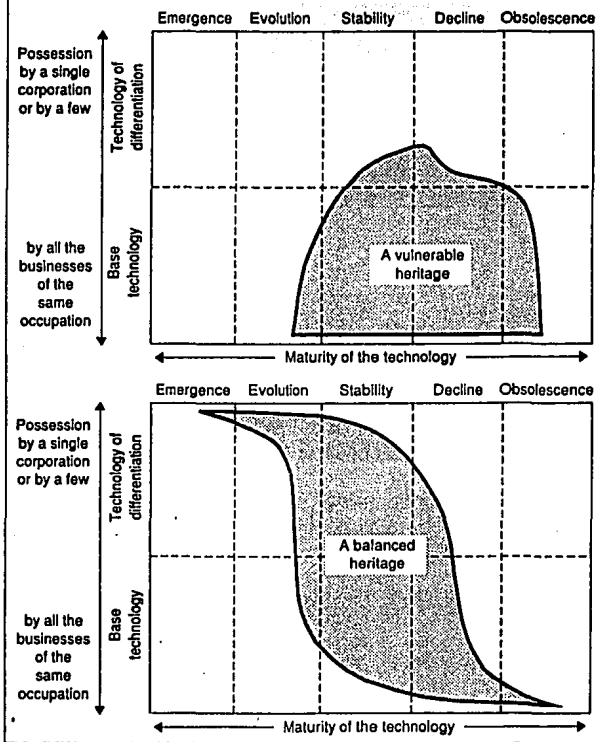 Emergence Evolution Stability Decline Obsolescence
Possession
by a single
corporation
or by a few
Technology of
differentiation
by all the
businesses
of the
same
occupation
Base
technology
A vulnerable
heritage
Maturity of the technology
Emergence Evolution Stability Decline Obsolescence
Possession
by a single
corporation
or by a few
Technology of
differentiation
by all the
businesses
of the
same
occupation
Base
technology
A balanced
heritage
Maturity of the technology